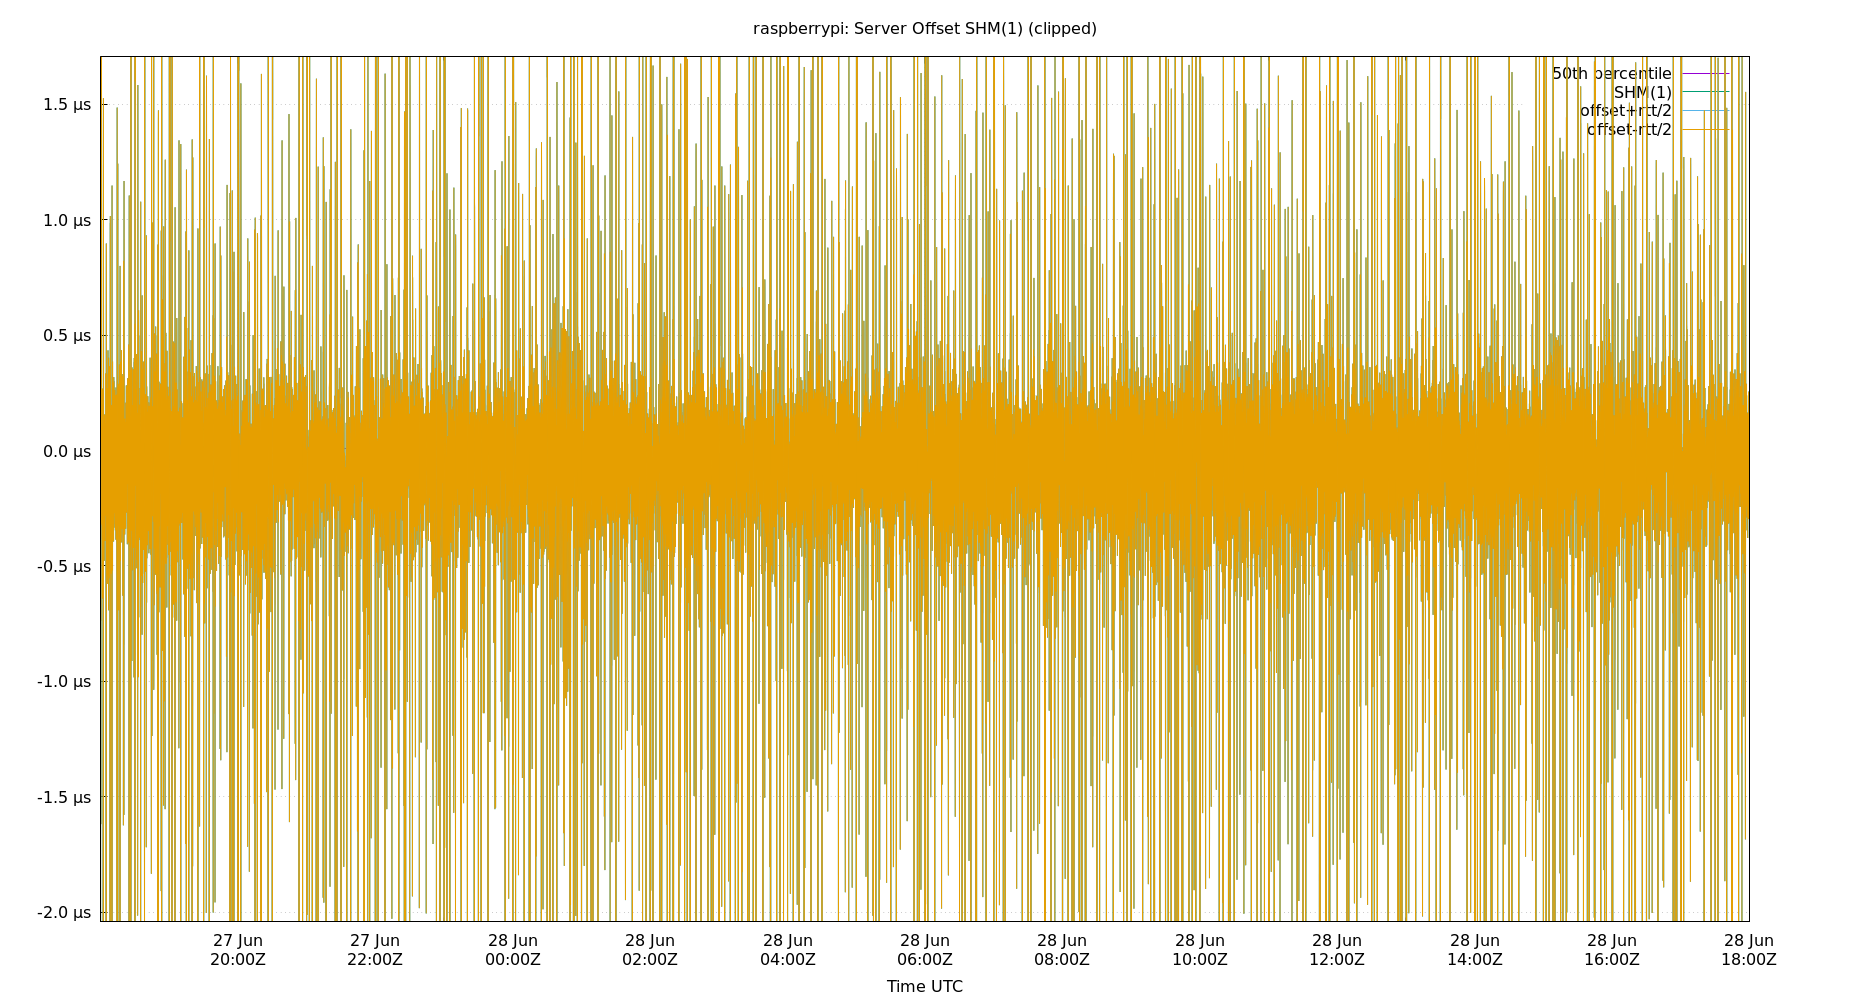 raspberrypi: Server Offset SHM(1) (clipped)
50th percentile
SHM(1)
offset+rtt/2
offset-rtt/2
1.5 µs
1.0 µs
0.5 µs
0.0 µs
-0.5 µs
-1.0 µs
-1.5 µs
-2.0 µs
27 Jun 27 Jun 28 Jun 28 Jun 28 Jun 28 Jun 28 Jun 28 Jun 28 Jun 28 Jun 28 Jun 28 Jun
20:00Z 22:00Z 00:00Z 02:00Z 04:00Z 06:00Z 08:00Z 10:00Z 12:00Z 14:00Z 16:00Z 18:00Z
Time UTC